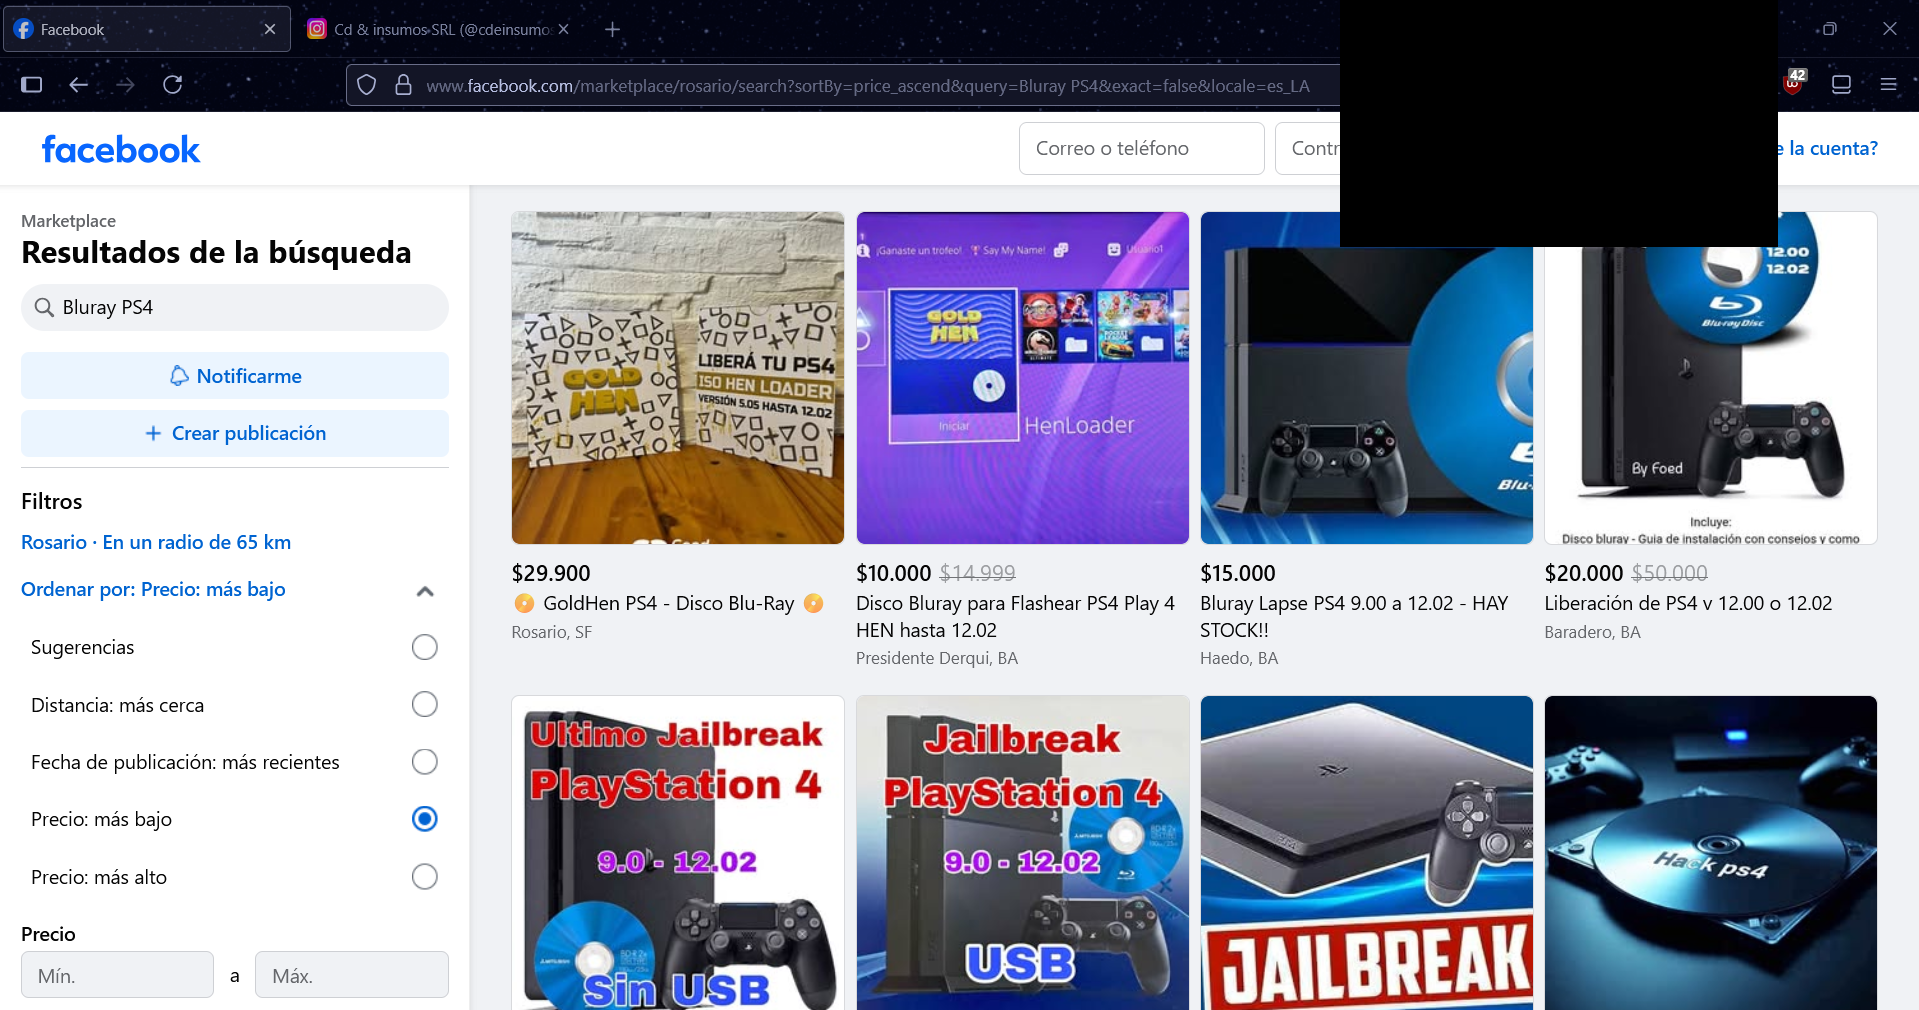 Facebook
Cd & insumos SRL (@cdeinsumo
www.facebook.com/marketplace/rosario/search?sortBy=price_ascend&query=Bluray PS4&exact=false&locale=es_LA
42
facebook
Correo o teléfono
Contr
e la cuenta?
Marketplace
Resultados de la búsqueda
Bluray PS4
Notificarme
+ Crear publicación
Filtros
Rosario · En un radio de 65 km
Ordenar por: Precio: más bajo
Sugerencias
Distancia: más cerca
Fecha de publicación: más recientes
Precio: más bajo
Precio: más alto
Precio
Mín.
a
Máx.
GOLD
HEN
LIBERÁ TU PS4
ISO HEN LOADER
VERSIÓN 5.05 HASTA 12.02
$29.900
GoldHen PS4 - Disco Blu-Ray
Rosario, SF
¡Ganaste un trofeo!
Say My Name!
Usuario1
GOLD
HEN
Iniciar
HenLoader
$10.000 $14.999
Disco Bluray para Flashear PS4 Play 4
HEN hasta 12.02
Presidente Derqui, BA
Blu-
$15.000
Bluray Lapse PS4 9.00 a 12.02 - HAY
STOCK!!
Haedo, BA
12.00
12.02
Blu-ray Disc
By Foed
Incluye:
Disco bluray - Guia de instalación con consejos y como
$20.000 $50.000
Liberación de PS4 v 12.00 o 12.02
Baradero, BA
Ultimo Jailbreak
PlayStation 4
9.0 - 12.02
Sin USB
Jailbreak
PlayStation 4
9.0 - 12.02
USB
JAILBREAK
Hack ps4